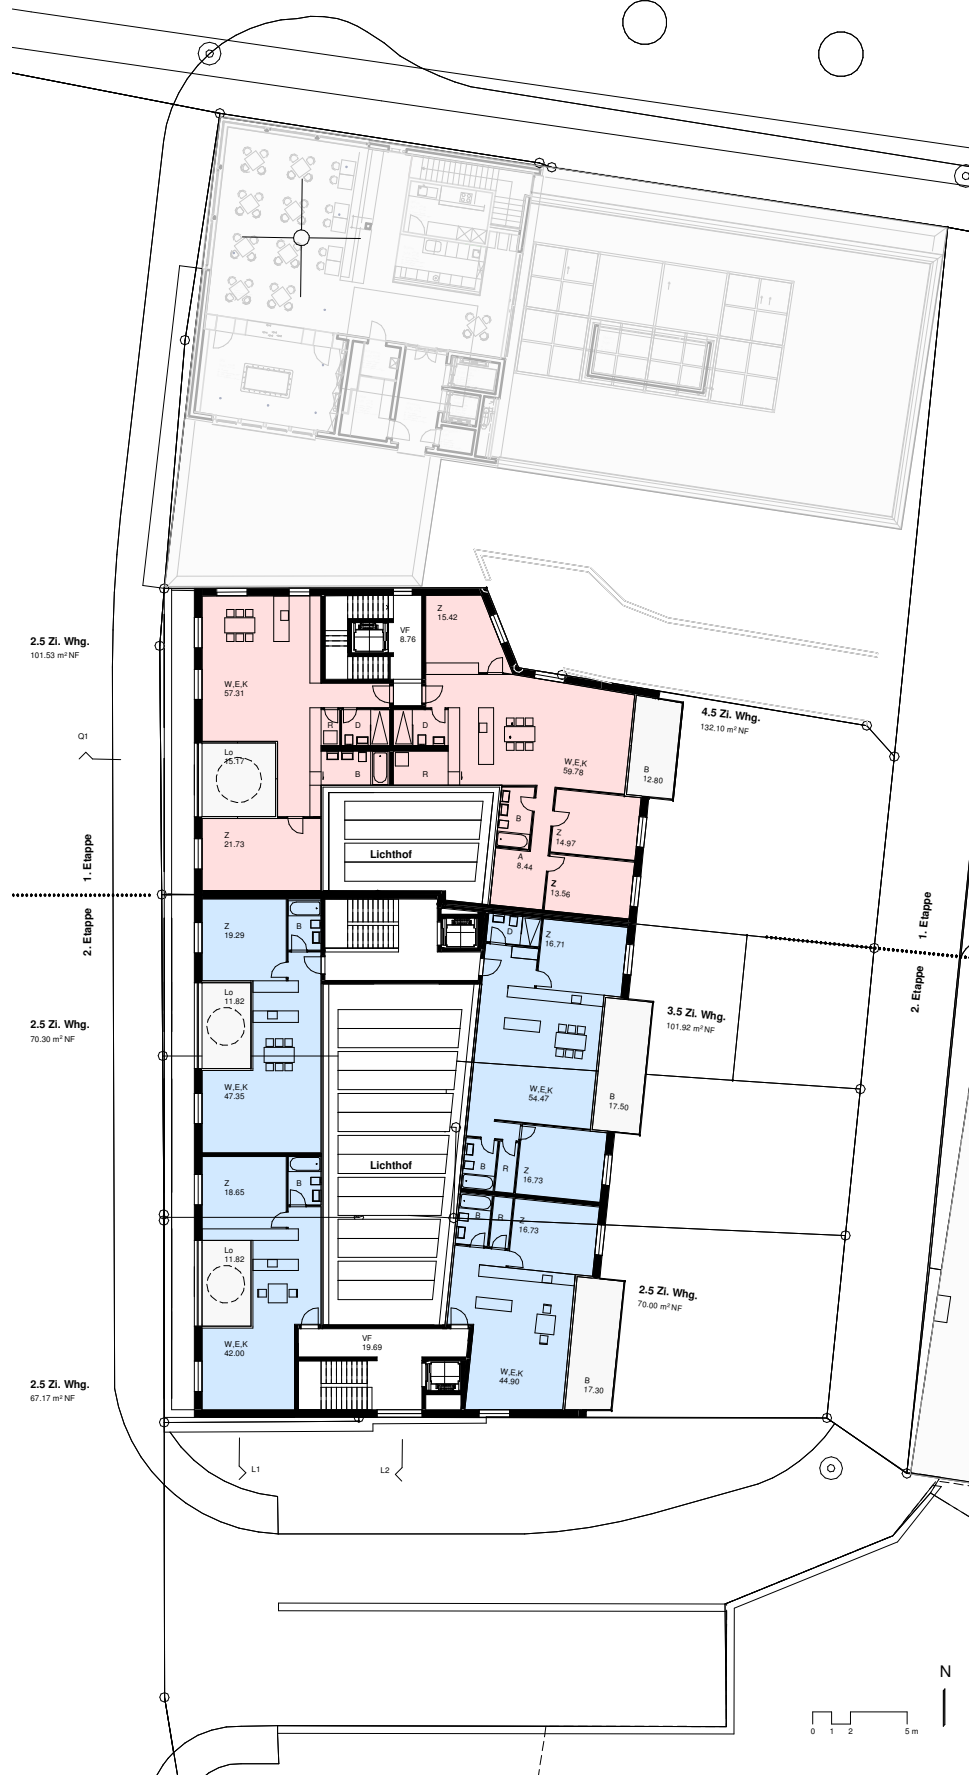 2.5 Zi. Whg.
101.53 m² NF
Q1
1. Etappe
2. Etappe
2.5 Zi. Whg.
70.30 m² NF
2.5 Zi. Whg.
67.17 m² NF
W,E,K
57.31
VF
8.76
Z
15.42
R
D
D
B
R
Lo
15.17
Z
21.73
Lichthof
W,E,K
59.78
B
12.80
4.5 Zi. Whg.
132.10 m² NF
B
Z
14.97
A
8.44
Z
13.56
Z
19.29
B
Lo
11.82
W,E,K
47.35
D
Z
16.71
3.5 Zi. Whg.
101.92 m² NF
W,E,K
54.47
B
17.50
1. Etappe
2. Etappe
Lichthof
B
R
Z
16.73
Z
18.65
B
B
R
Z
16.73
Lo
11.82
W,E,K
42.00
VF
19.69
W,E,K
44.90
B
17.30
2.5 Zi. Whg.
70.00 m² NF
L1
L2
N
0 1 2 5 m